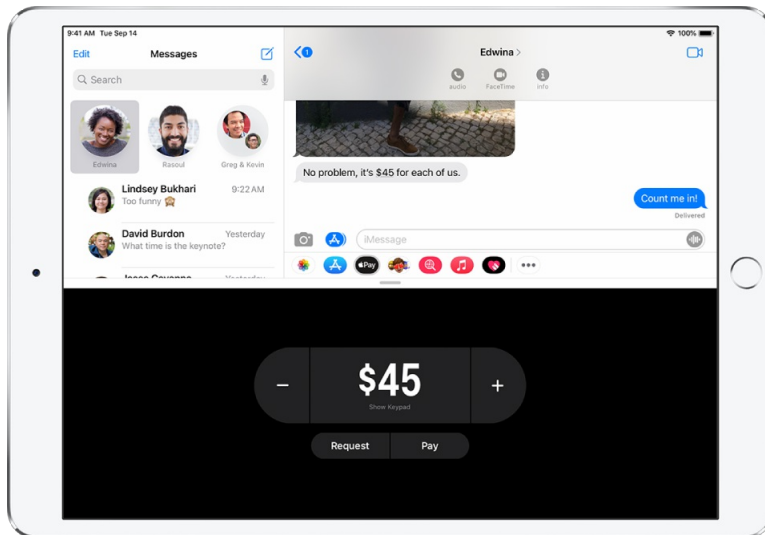 9:41 AM Tue Sep 14
100%
Edit
Messages
Search
Edwina
Rasoul
Greg & Kevin
Lindsey Bukhari
9:22 AM
Too funny 🙈
David Burdon
Yesterday
What time is the keynote?
1
Edwina >
audio
FaceTime
info
No problem, it's $45 for each of us.
Count me in!
Delivered
iMessage
Pay
− $45 +
Show Keypad
Request
Pay